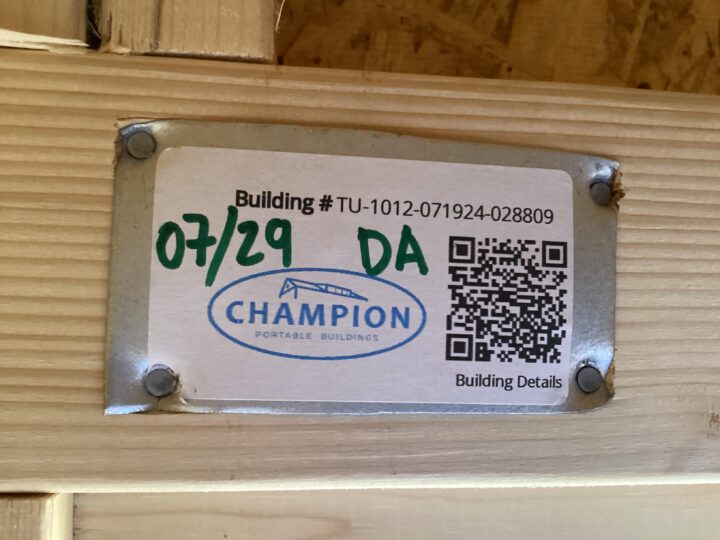 Building # TU-1012-071924-028809
07/29 DA
CHAMPION
PORTABLE BUILDINGS
Building Details